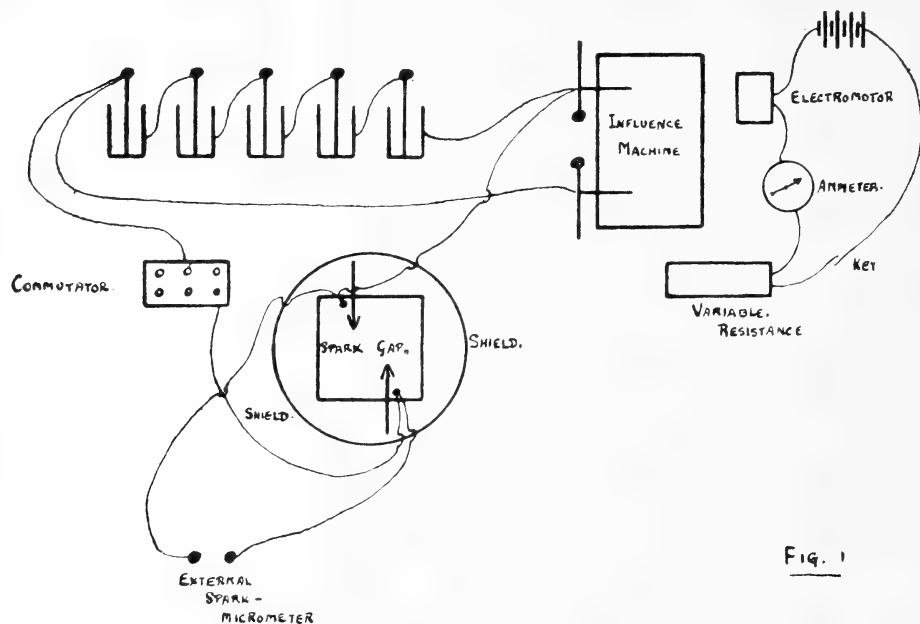 INFLUENCE
MACHINE
ELECTROMOTOR
AMMETER.
KEY
VARIABLE.
RESISTANCE
COMMUTATOR.
SPARK GAP.
SHIELD.
SHIELD.
EXTERNAL
SPARK-
MICROMETER
FIG. 1